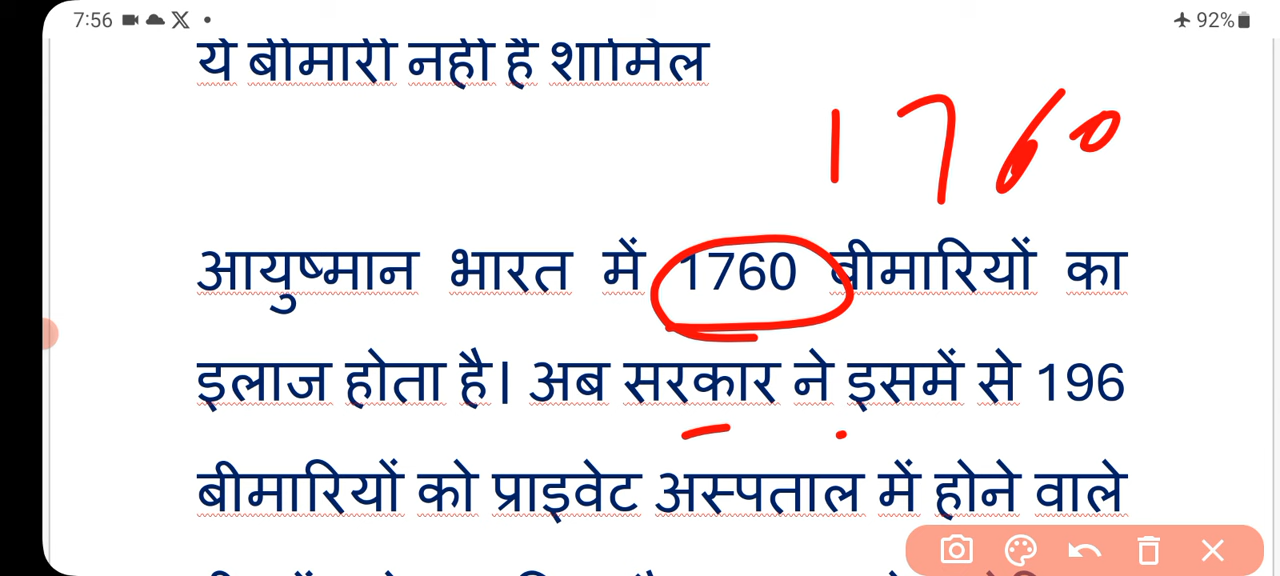 7:56
92%
ये बीमारी नही है शामिल
1760
आयुष्मान भारत में 1760 बीमारियों का
इलाज होता है। अब सरकार ने इसमें से 196
बीमारियों को प्राइवेट अस्पताल में होने वाले